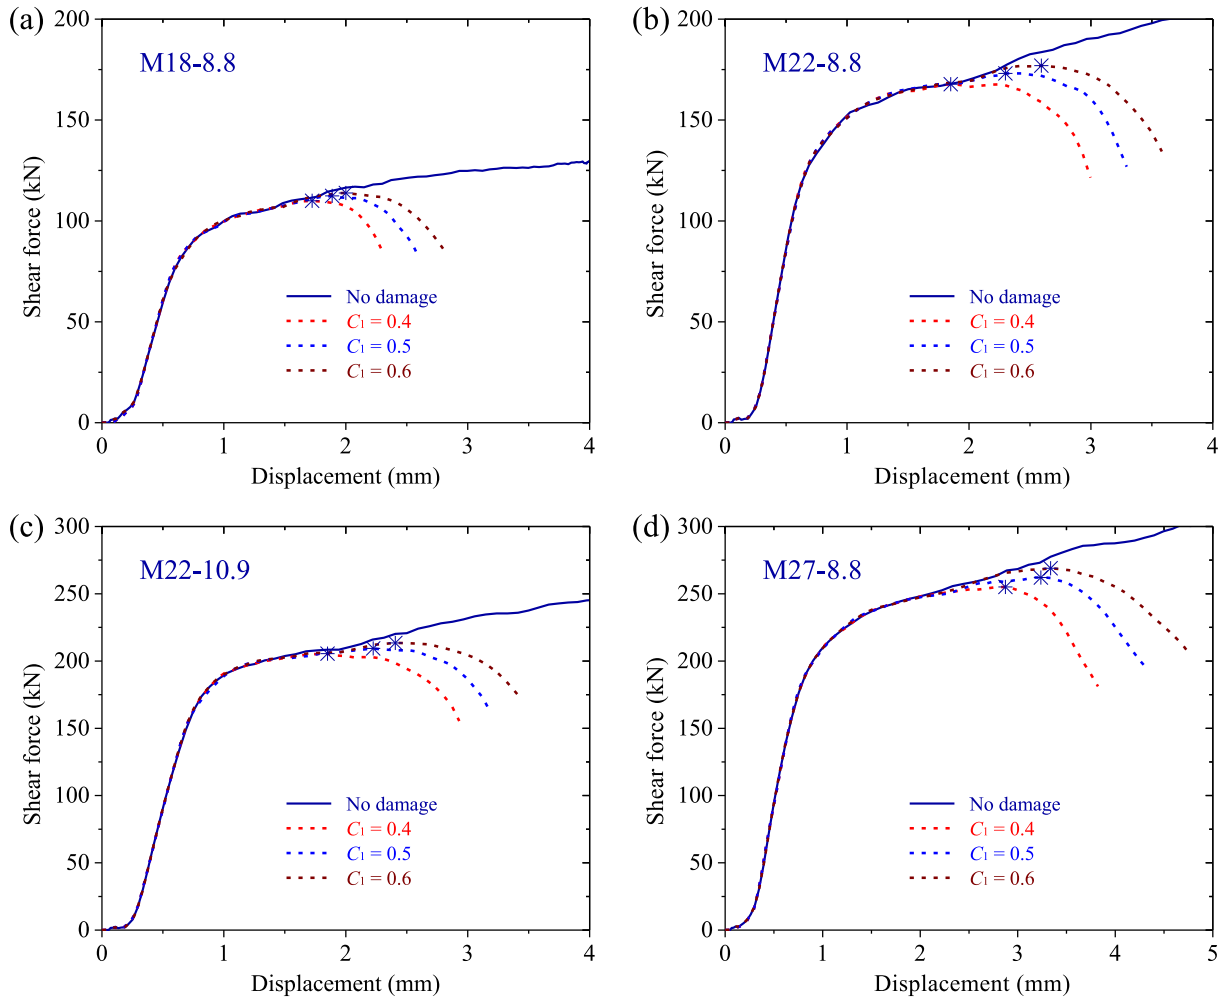 (a)
M18-8.8
Shear force (kN)
200
150
100
50
0
No damage
C₁ = 0.4
C₁ = 0.5
C₁ = 0.6
0 1 2 3 4
Displacement (mm)
(b)
M22-8.8
Shear force (kN)
200
150
100
50
0
No damage
C₁ = 0.4
C₁ = 0.5
C₁ = 0.6
0 1 2 3 4
Displacement (mm)
(c)
M22-10.9
Shear force (kN)
300
250
200
150
100
50
0
No damage
C₁ = 0.4
C₁ = 0.5
C₁ = 0.6
0 1 2 3 4
Displacement (mm)
(d)
M27-8.8
Shear force (kN)
300
250
200
150
100
50
0
No damage
C₁ = 0.4
C₁ = 0.5
C₁ = 0.6
0 1 2 3 4 5
Displacement (mm)